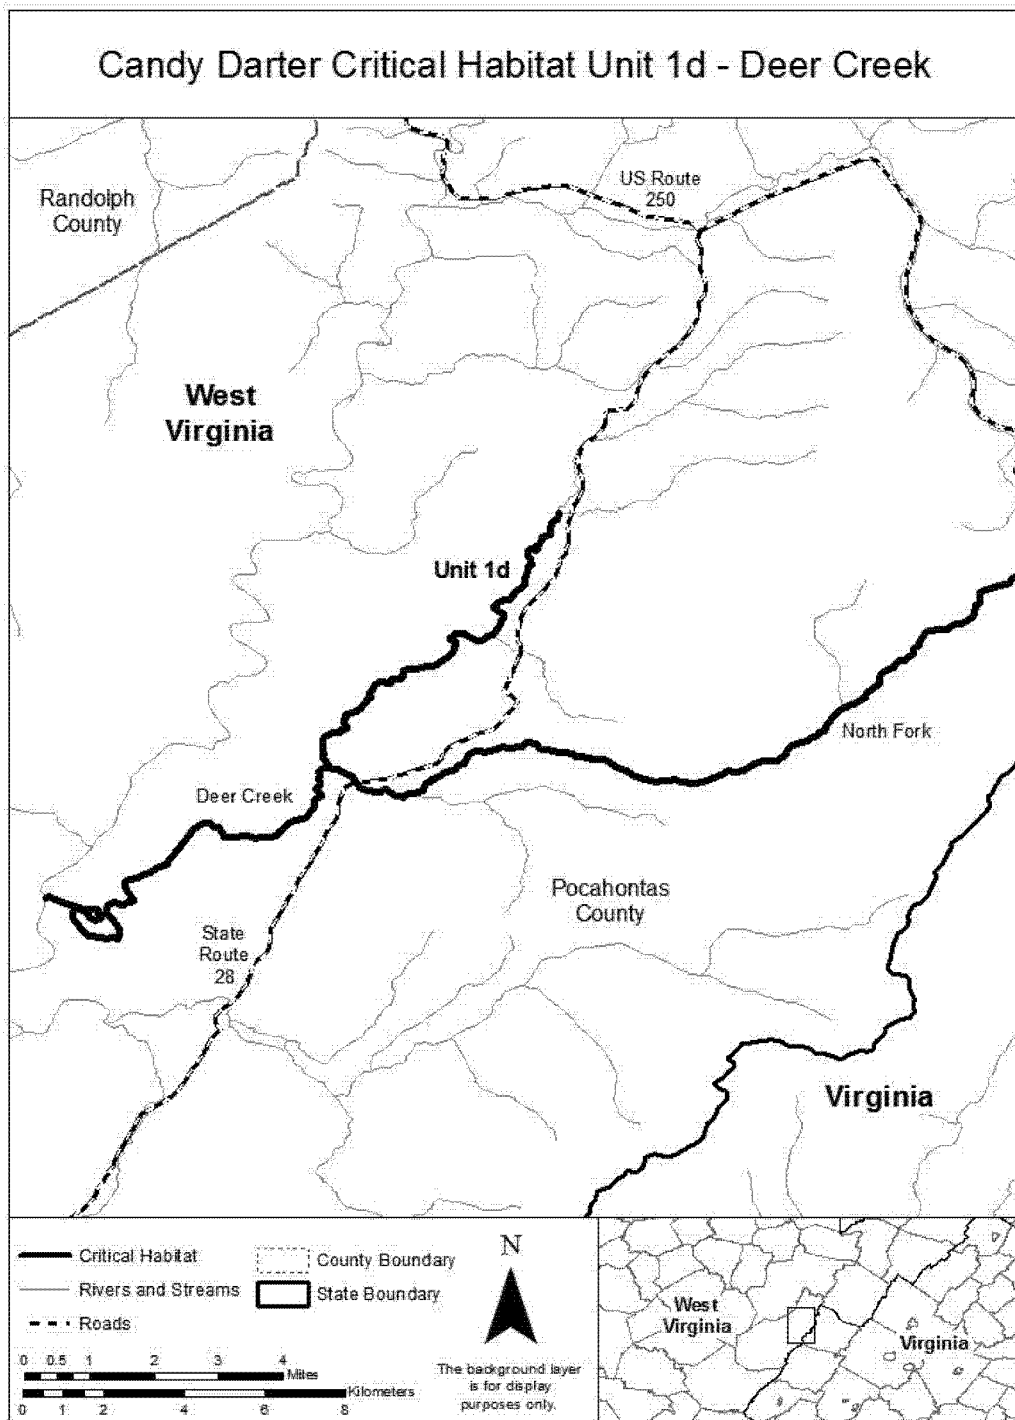 Candy Darter Critical Habitat Unit 1d - Deer Creek
Randolph
County
US Route
250
West
Virginia
Unit 1d
North Fork
Deer Creek
Pocahontas
County
State
Route
28
Virginia
Critical Habitat
Rivers and Streams
Roads
County Boundary
State Boundary
0 0.5 1 2 3 4
Miles
Kilometers
0 1 2 4 6 8
N
The background layer
is for display
purposes only.
West
Virginia
Virginia